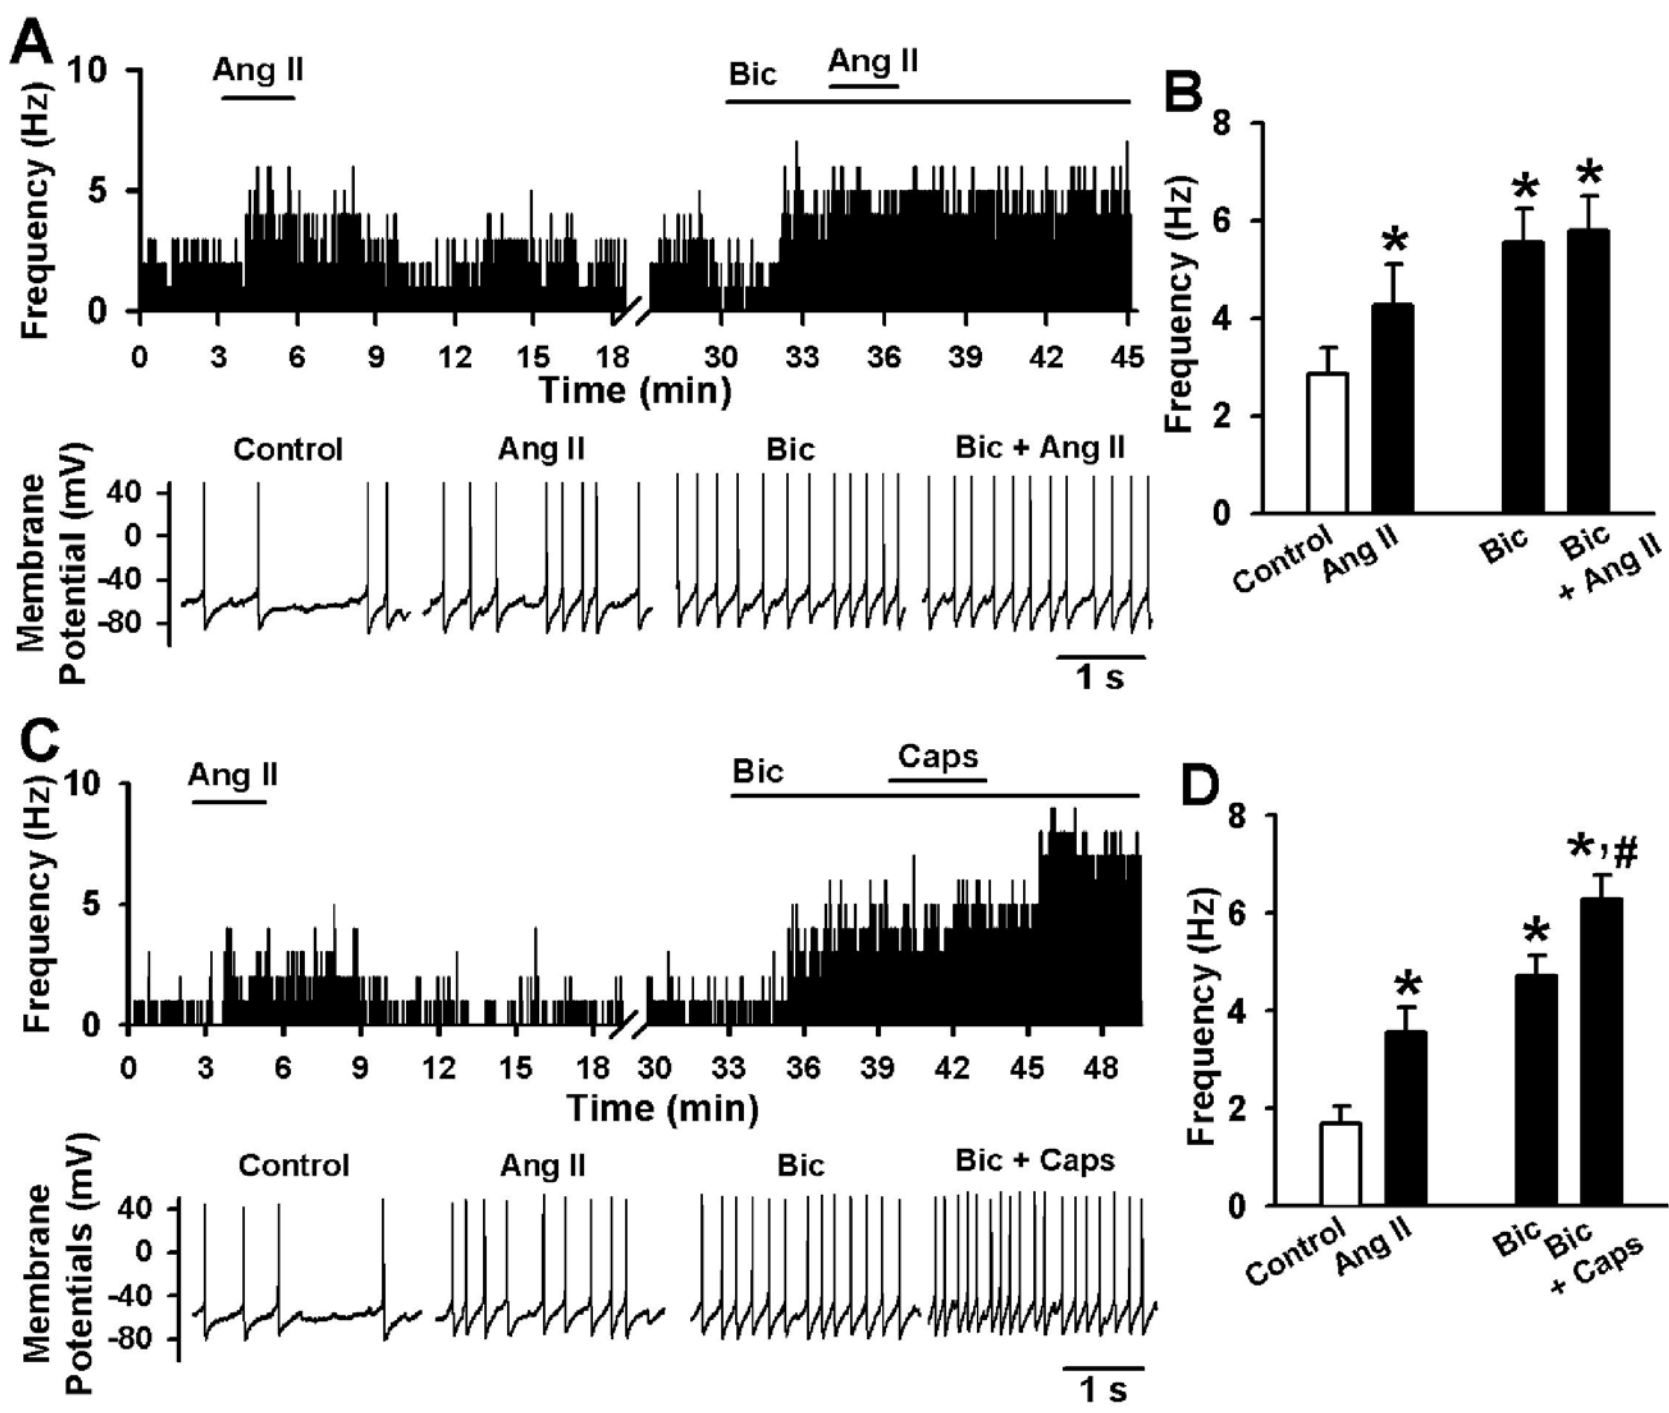 A
Ang II
Bic
Ang II
Frequency (Hz)
10
5
0
0 3 6 9 12 15 18 30 33 36 39 42 45
Time (min)
Membrane
Potential (mV)
Control
Ang II
Bic
Bic + Ang II
40
0
-40
-80
1 s
B
Frequency (Hz)
8
6
4
2
0
*
*
*
Control
Ang II
Bic
Bic
+ Ang II
C
Ang II
Bic
Caps
Frequency (Hz)
10
5
0
0 3 6 9 12 15 18 30 33 36 39 42 45 48
Time (min)
Membrane
Potentials (mV)
Control
Ang II
Bic
Bic + Caps
40
0
-40
-80
1 s
D
Frequency (Hz)
8
6
4
2
0
*
*
*,#
Control
Ang II
Bic
Bic
+ Caps